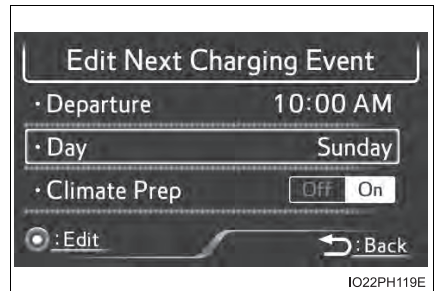 Edit Next Charging Event
・Departure 10:00 AM
・Day Sunday
・Climate Prep Off On
:Edit :Back
IO22PH119E